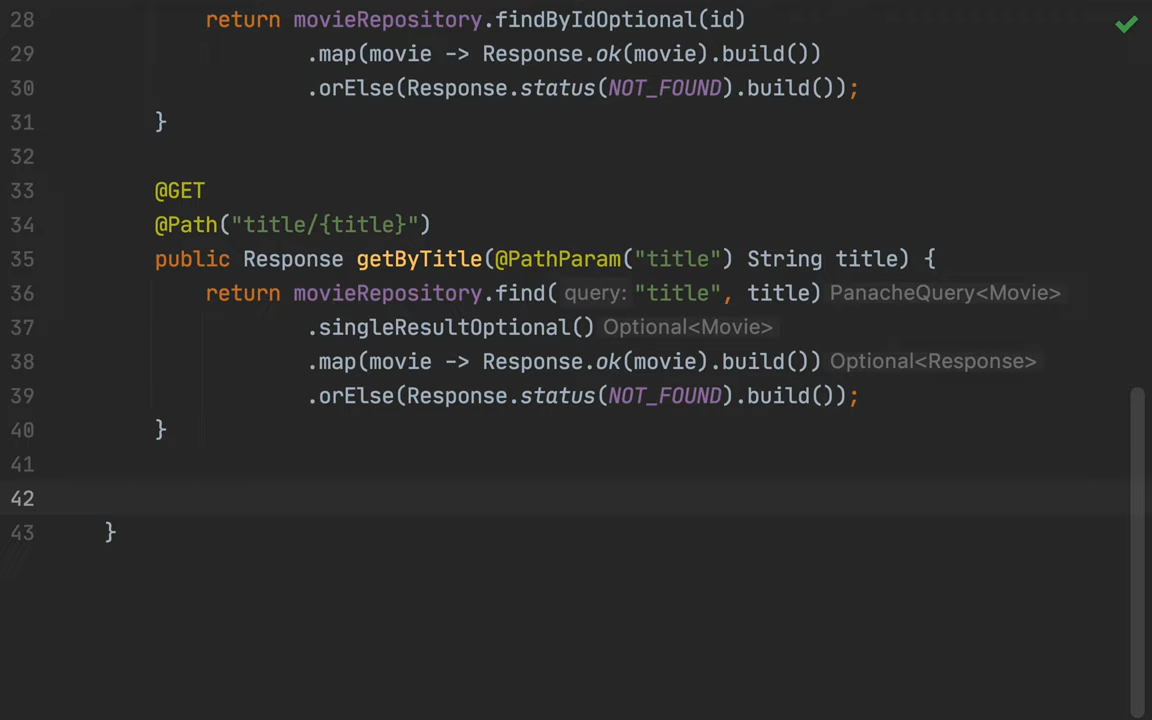 28 return movieRepository.findByIdOptional(id)
29 .map(movie -> Response.ok(movie).build())
30 .orElse(Response.status(NOT_FOUND).build());
31 }
32
33 @GET
34 @Path("title/{title}")
35 public Response getByTitle(@PathParam("title") String title) {
36 return movieRepository.find( query: "title", title) PanacheQuery<Movie>
37 .singleResultOptional() Optional<Movie>
38 .map(movie -> Response.ok(movie).build()) Optional<Response>
39 .orElse(Response.status(NOT_FOUND).build());
40 }
41
42
43 }